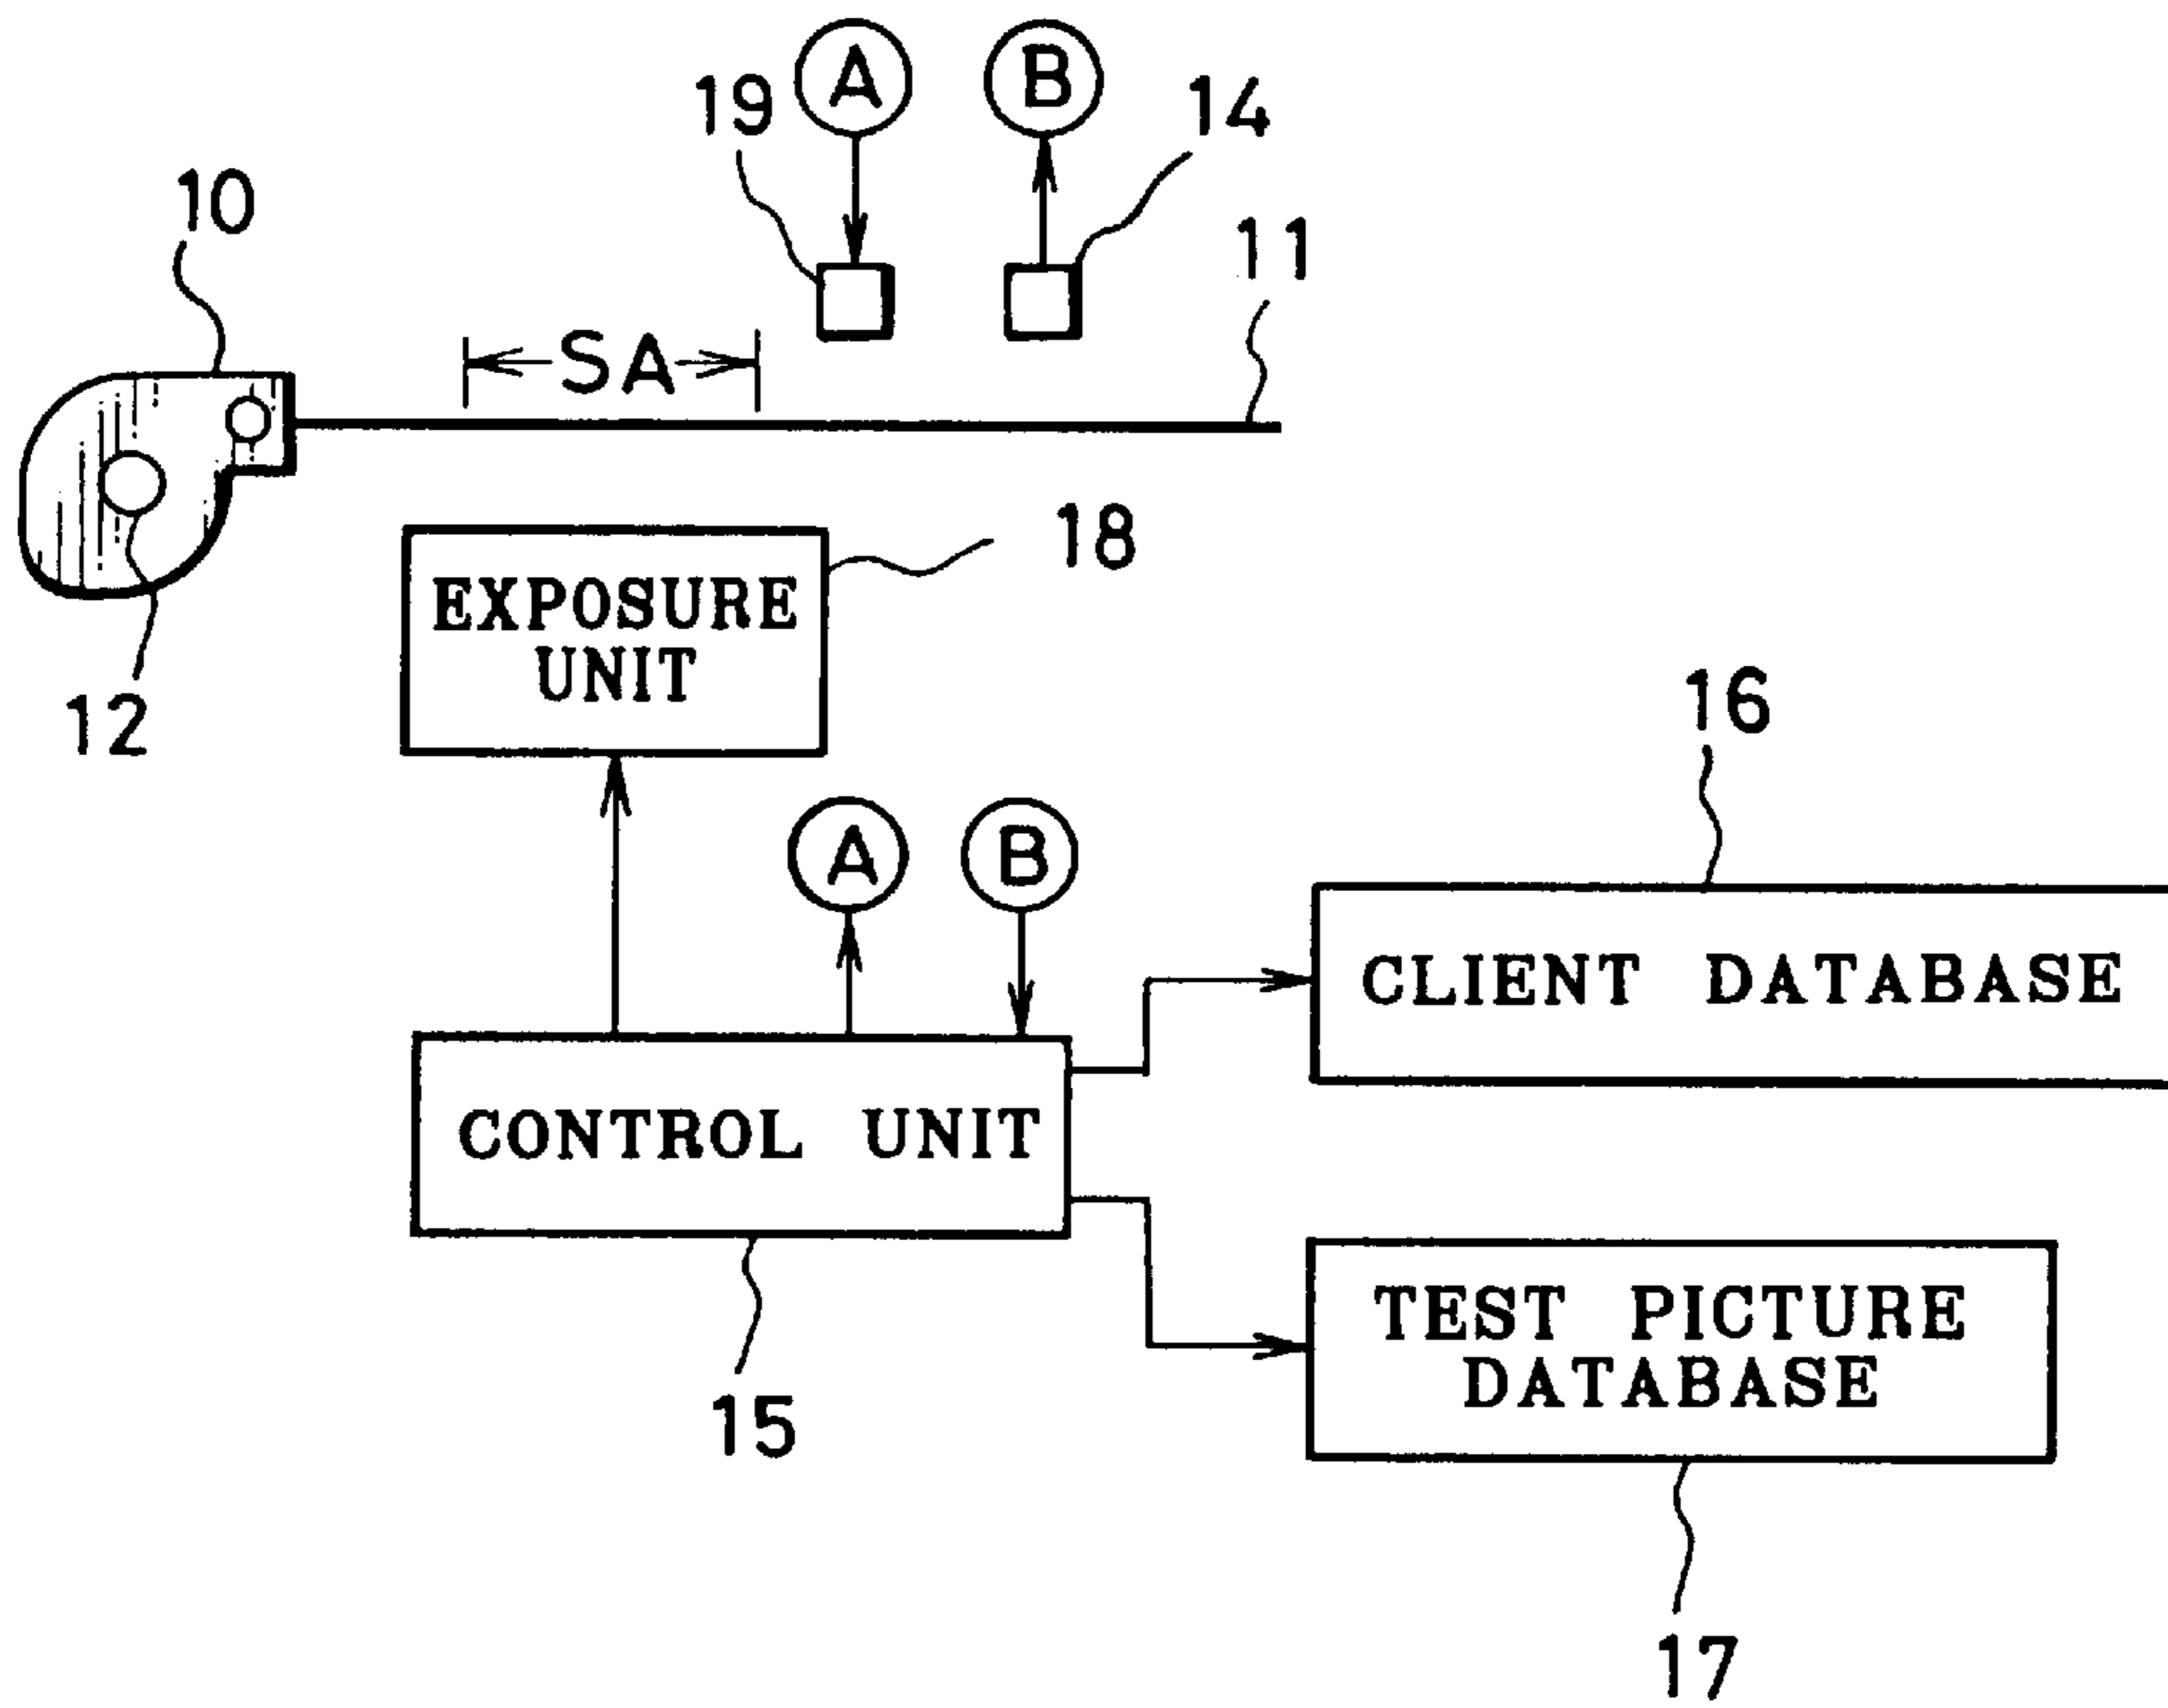 A
B
19
14
10
11
SA
18
EXPOSURE
UNIT
12
16
A
B
CLIENT DATABASE
CONTROL UNIT
TEST PICTURE
DATABASE
15
17